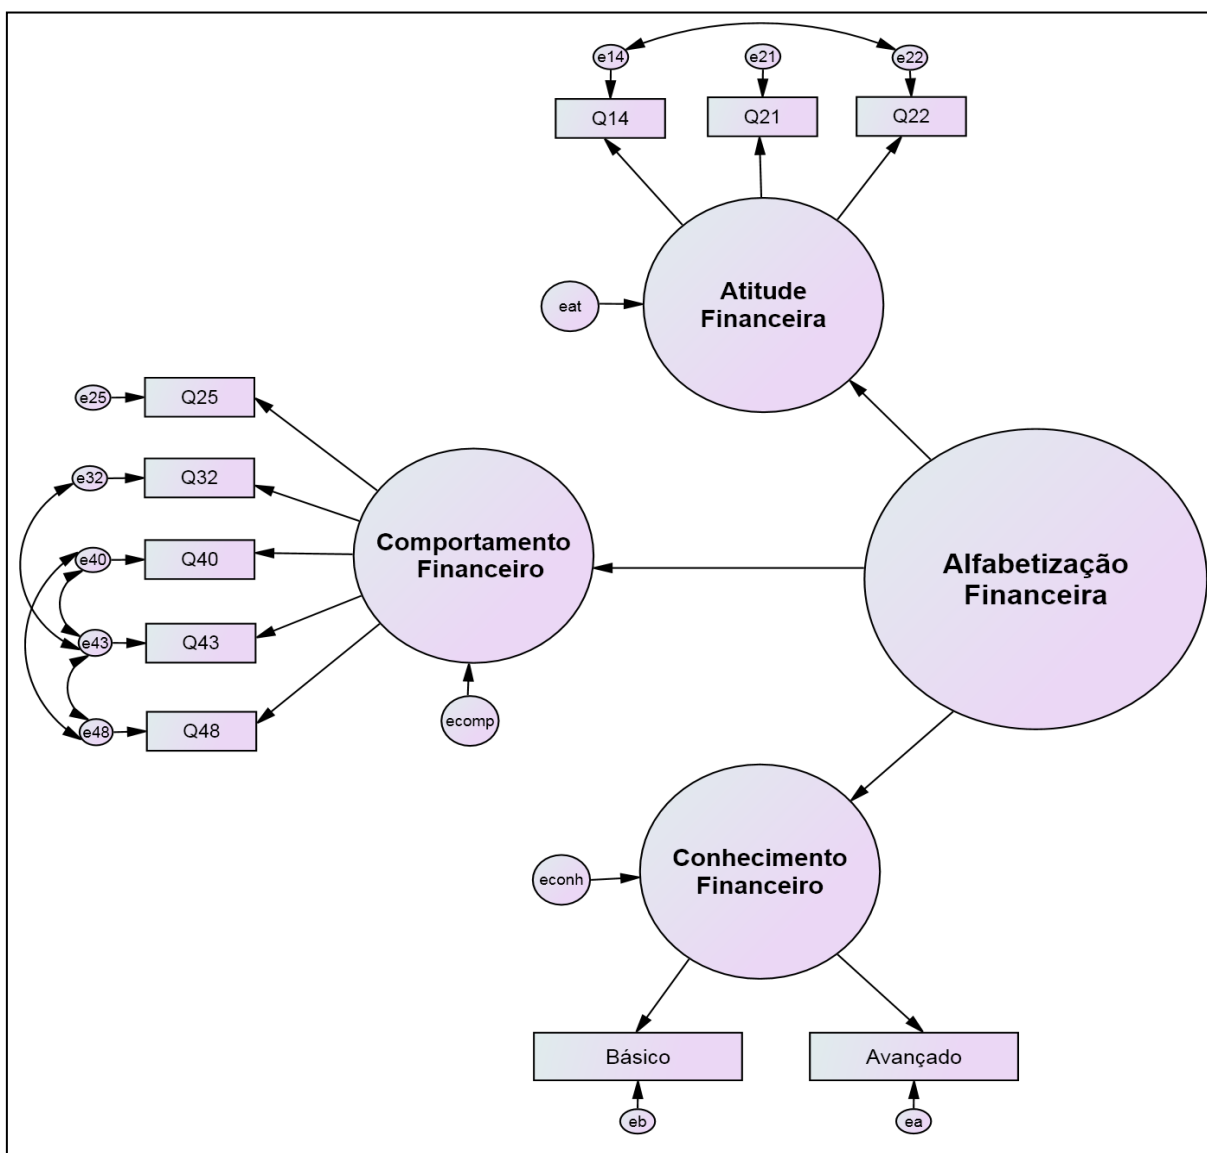 e14
e21
e22
Q14
Q21
Q22
Atitude
Financeira
eat
e25
Q25
e32
Q32
e40
Q40
e43
Q43
e48
Q48
Comportamento
Financeiro
ecomp
Alfabetização
Financeira
Conhecimento
Financeiro
econh
Básico
Avançado
eb
ea